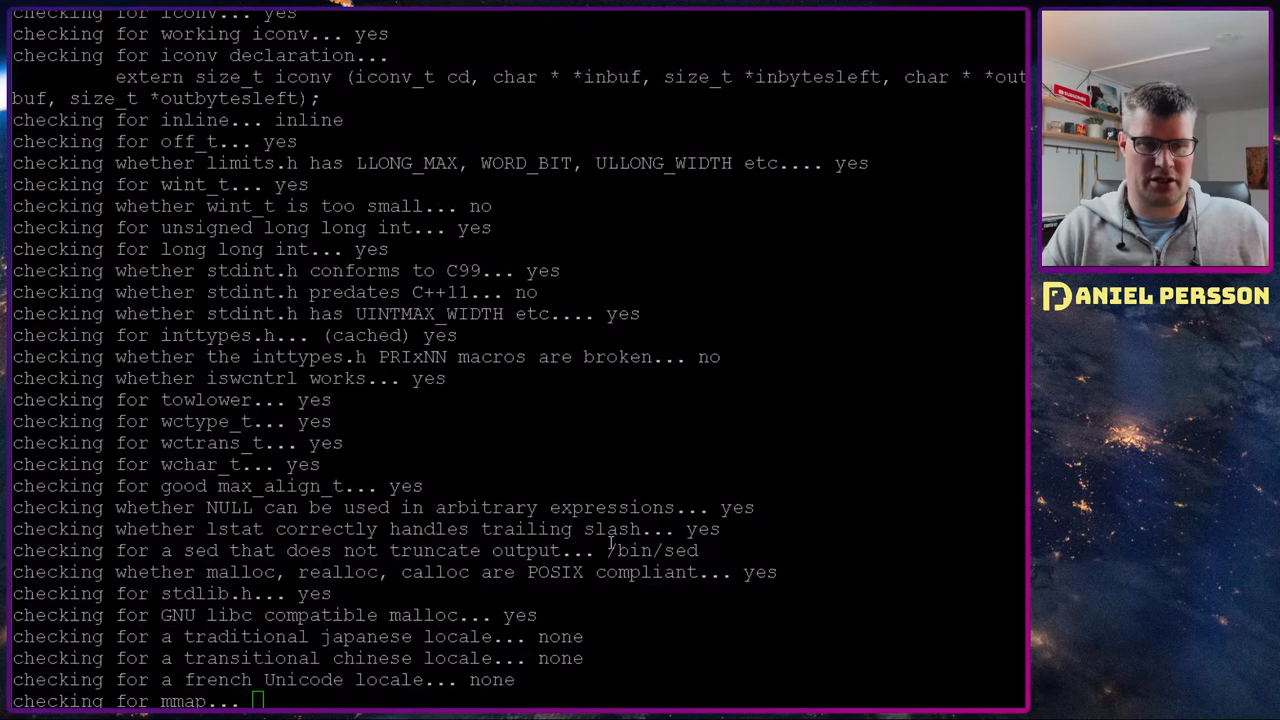 checking for iconv... yes
checking for working iconv... yes
checking for iconv declaration...
extern size_t iconv (iconv_t cd, char * *inbuf, size_t *inbytesleft, char * *out
buf, size_t *outbytesleft);
checking for inline... inline
checking for off_t... yes
checking whether limits.h has LLONG_MAX, WORD_BIT, ULLONG_WIDTH etc.... yes
checking for wint_t... yes
checking whether wint_t is too small... no
checking for unsigned long long int... yes
checking for long long int... yes
checking whether stdint.h conforms to C99... yes
checking whether stdint.h predates C++11... no
checking whether stdint.h has UINTMAX_WIDTH etc.... yes
checking for inttypes.h... (cached) yes
checking whether the inttypes.h PRIxNN macros are broken... no
checking whether iswcntrl works... yes
checking for towlower... yes
checking for wctype_t... yes
checking for wctrans_t... yes
checking for wchar_t... yes
checking for good max_align_t... yes
checking whether NULL can be used in arbitrary expressions... yes
checking whether lstat correctly handles trailing slash... yes
checking for a sed that does not truncate output... /bin/sed
checking whether malloc, realloc, calloc are POSIX compliant... yes
checking for stdlib.h... yes
checking for GNU libc compatible malloc... yes
checking for a traditional japanese locale... none
checking for a transitional chinese locale... none
checking for a french Unicode locale... none
checking for mmap...
SUBSCRIBE
DANIEL PERSSON